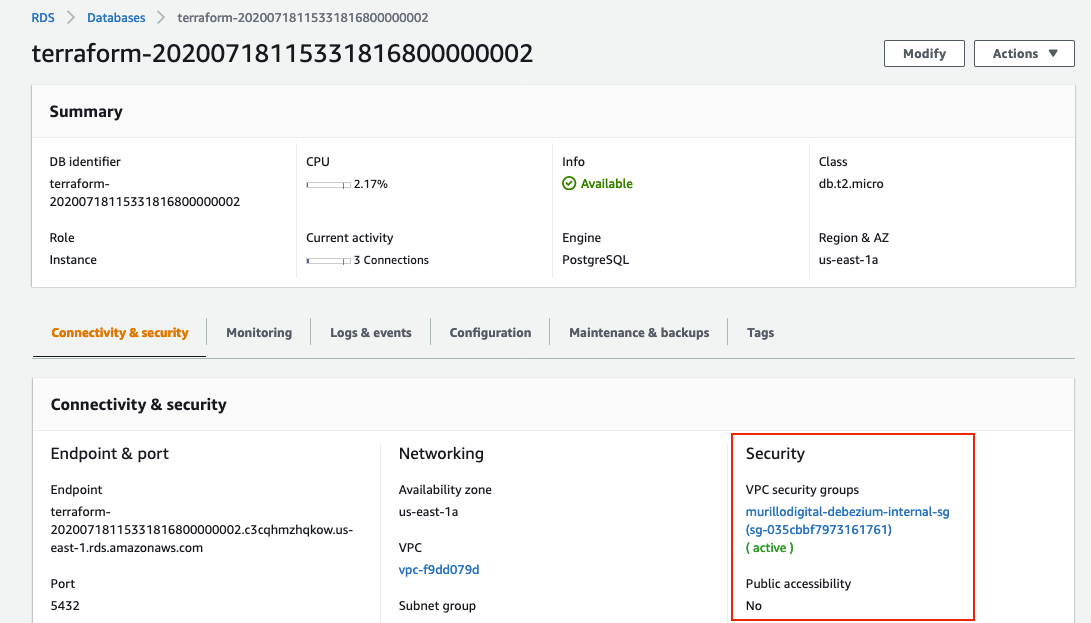 RDS > Databases > terraform-20200718115331816800000002
terraform-20200718115331816800000002
Modify
Actions ▼
Summary
DB identifier
terraform-
20200718115331816800000002
CPU
2.17%
Info
Available
Class
db.t2.micro
Role
Instance
Current activity
3 Connections
Engine
PostgreSQL
Region & AZ
us-east-1a
Connectivity & security
Monitoring
Logs & events
Configuration
Maintenance & backups
Tags
Connectivity & security
Endpoint & port
Endpoint
terraform-
20200718115331816800000002.c3cqhmzhqkow.us-
east-1.rds.amazonaws.com
Port
5432
Networking
Availability zone
us-east-1a
VPC
vpc-f9dd079d
Subnet group
Security
VPC security groups
murillodigital-debezium-internal-sg
(sg-035cbbf7973161761)
( active )
Public accessibility
No